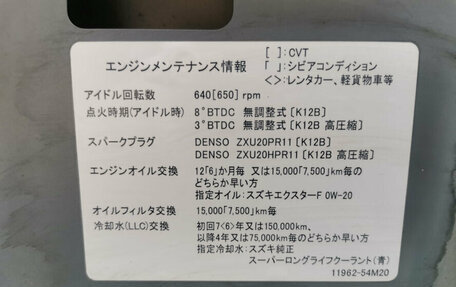 エンジンメンテナンス情報
[ ]:CVT
「 」:シビアコンディション
< >:レンタカー、軽貨物車等
アイドル回転数 640[650] rpm
点火時期(アイドル時) 8°BTDC 無調整式 [K12B]
3°BTDC 無調整式 [K12B 高圧縮]
スパークプラグ DENSO ZXU20PR11 [K12B]
DENSO ZXU20HPR11 [K12B 高圧縮]
エンジンオイル交換 12「6」か月毎 又は15,000「7,500」km毎の
どちらか早い方
指定オイル:スズキエクスターF 0W-20
オイルフィルタ交換 15,000「7,500」km毎
冷却水(LLC)交換 初回7<6>年又は150,000km、
以降4年又は75,000km毎のどちらか早い方
指定冷却水:スズキ純正
スーパーロングライフクーラント(青)
11962-54M20